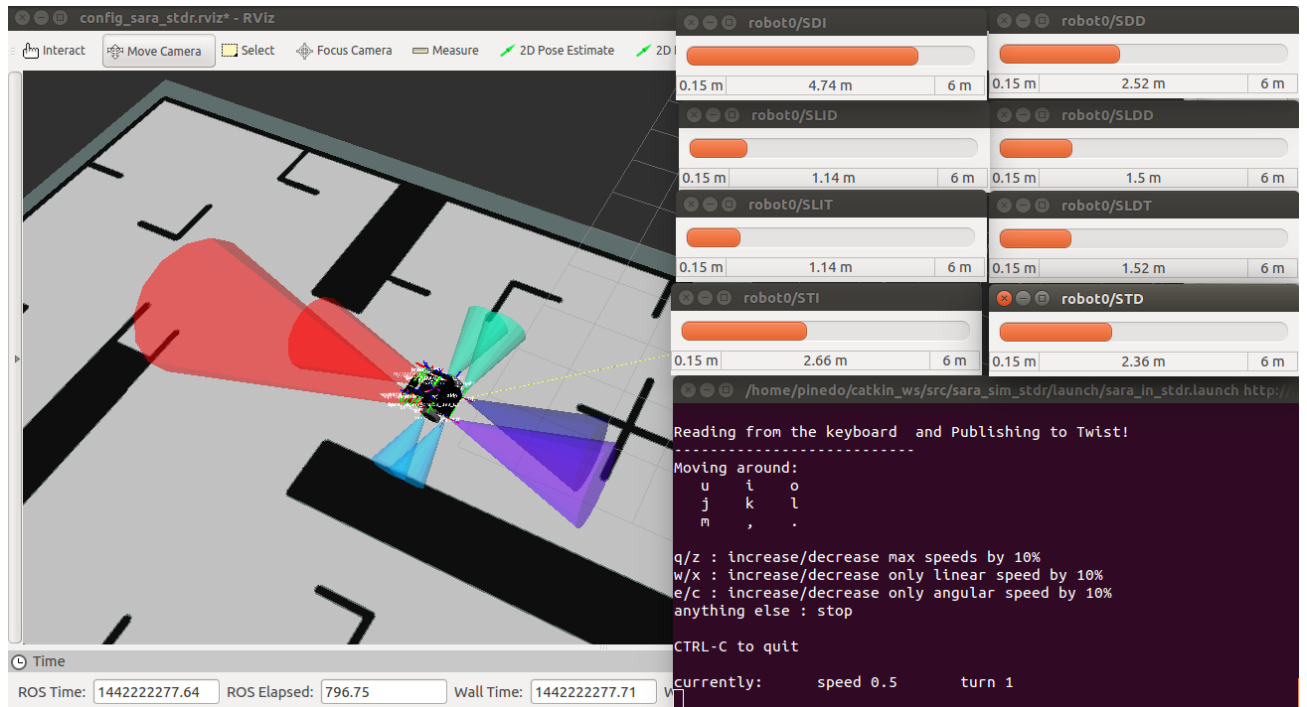 config_sara_stdr.rviz* - RViz
Interact Move Camera Select Focus Camera Measure 2D Pose Estimate 2D
robot0/SDI
0.15 m 4.74 m 6 m
robot0/SDD
0.15 m 2.52 m 6 m
robot0/SLID
0.15 m 1.14 m 6 m
robot0/SLDD
0.15 m 1.5 m 6 m
robot0/SLIT
0.15 m 1.14 m 6 m
robot0/SLDT
0.15 m 1.52 m 6 m
robot0/STI
0.15 m 2.66 m 6 m
robot0/STD
0.15 m 2.36 m 6 m
/home/pinedo/catkin_ws/src/sara_sim_stdr/launch/sara_in_stdr.launch http://
Reading from the keyboard  and Publishing to Twist!
---------------------------
Moving around:
   u    i    o
   j    k    l
   m    ,    .
q/z : increase/decrease max speeds by 10%
w/x : increase/decrease only linear speed by 10%
e/c : increase/decrease only angular speed by 10%
anything else : stop
CTRL-C to quit
currently:      speed 0.5       turn 1
Time
ROS Time: 1442222277.64 ROS Elapsed: 796.75 Wall Time: 1442222277.71